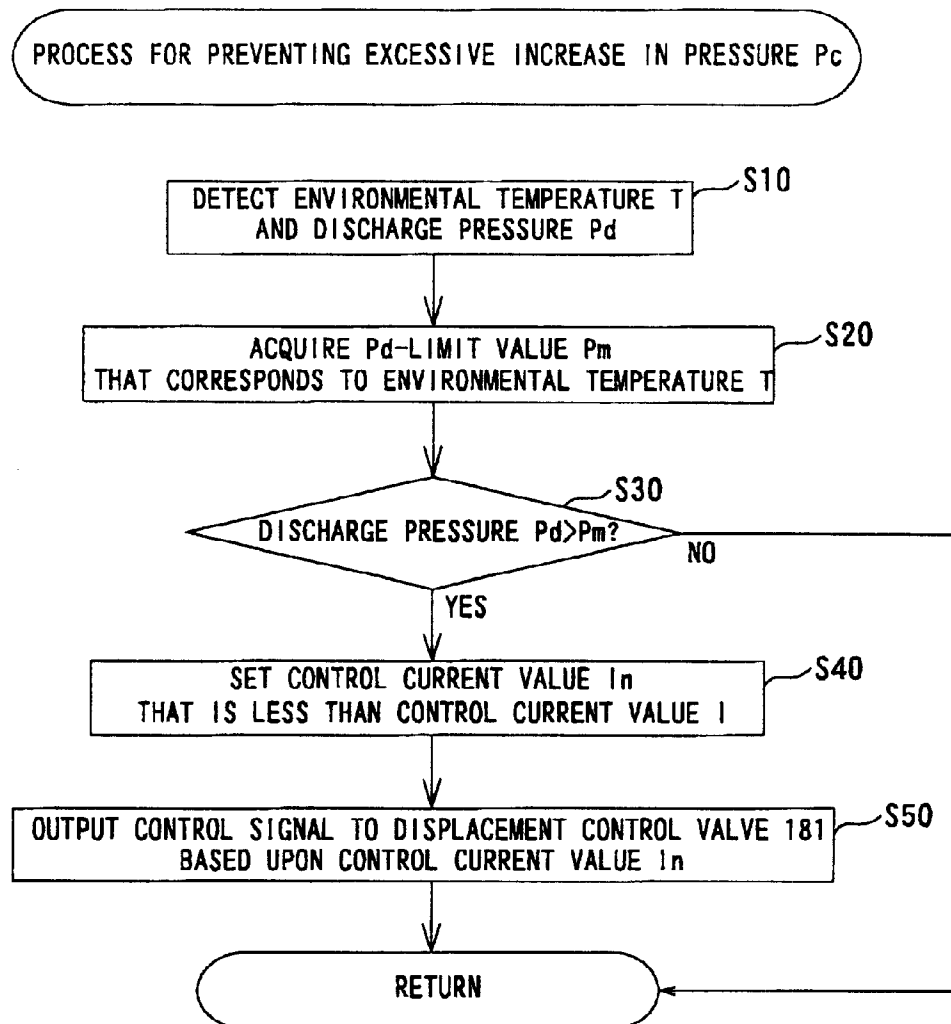 PROCESS FOR PREVENTING EXCESSIVE INCREASE IN PRESSURE Pc
S10
DETECT ENVIRONMENTAL TEMPERATURE T
AND DISCHARGE PRESSURE Pd
S20
ACQUIRE Pd-LIMIT VALUE Pm
THAT CORRESPONDS TO ENVIRONMENTAL TEMPERATURE T
S30
DISCHARGE PRESSURE Pd>Pm?
NO
YES
S40
SET CONTROL CURRENT VALUE In
THAT IS LESS THAN CONTROL CURRENT VALUE I
S50
OUTPUT CONTROL SIGNAL TO DISPLACEMENT CONTROL VALVE 181
BASED UPON CONTROL CURRENT VALUE In
RETURN